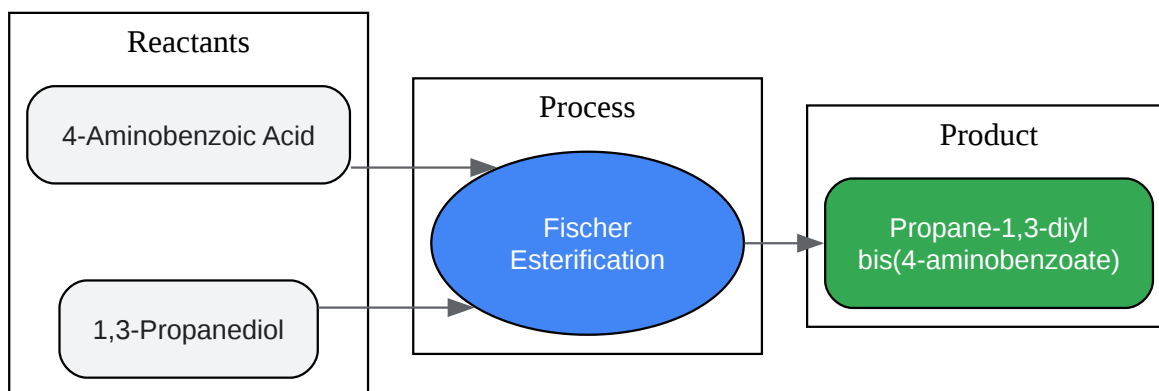 Reactants
4-Aminobenzoic Acid
1,3-Propanediol
Process
Fischer
Esterification
Product
Propane-1,3-diyl
bis(4-aminobenzoate)